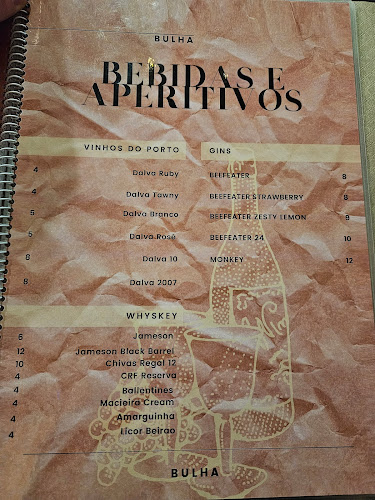 BULHA
BEBIDAS E
APERITIVOS
VINHOS DO PORTO
4 Dalva Ruby
4 Dalva Tawny
5 Dalva Branco
5 Dalva Rosé
8 Dalva 10
8 Dalva 2007
WHYSKEY
6 Jameson
12 Jameson Black Barrel
10 Chivas Regal 12
4 CRF Reserva
4 Ballentines
4 Macieira Cream
4 Amarguinha
4 Licor Beirao
GINS
BEEFEATER 8
BEEFEATER STRAWBERRY 8
BEEFEATER ZESTY LEMON 8
BEEFEATER 24 10
MONKEY 12
BULHA